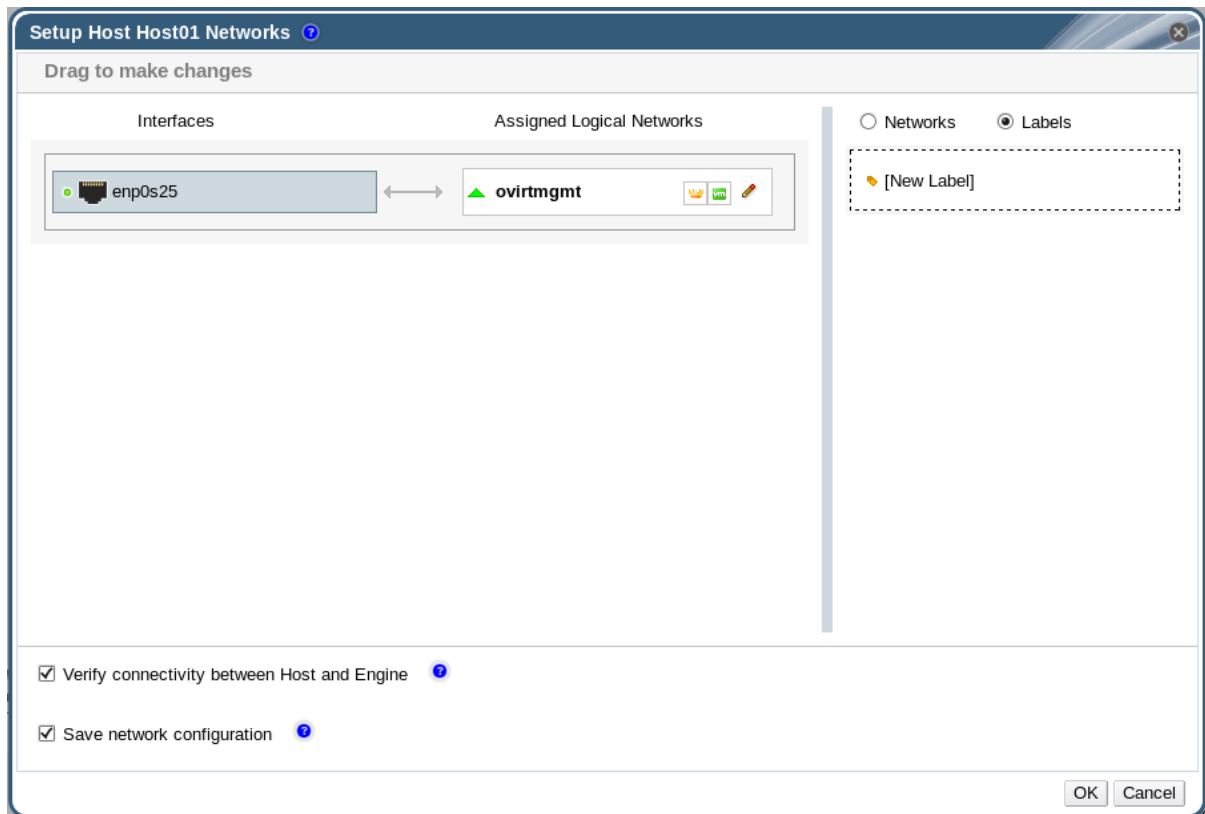 Setup Host Host01 Networks ?
Drag to make changes
Interfaces
Assigned Logical Networks
Networks
Labels
enp0s25
ovirtmgmt
vm
[New Label]
Verify connectivity between Host and Engine ?
Save network configuration ?
OK
Cancel